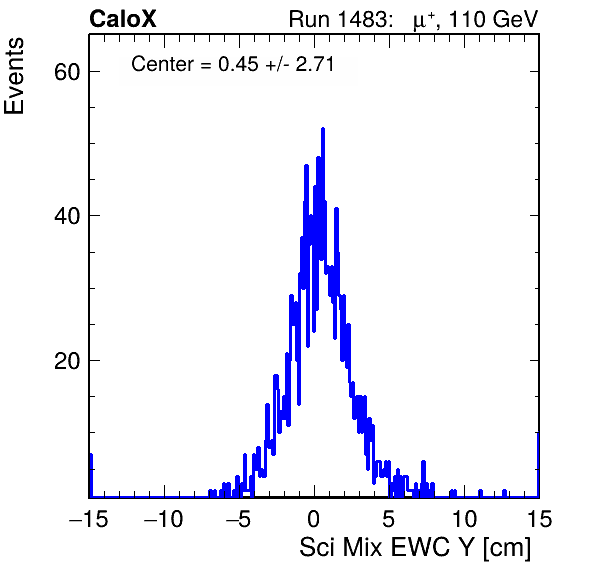 CaloX Run 1483: μ⁺, 110 GeV
Events
Center = 0.45 +/- 2.71
60
40
20
−15 −10 −5 0 5 10 15
Sci Mix EWC Y [cm]